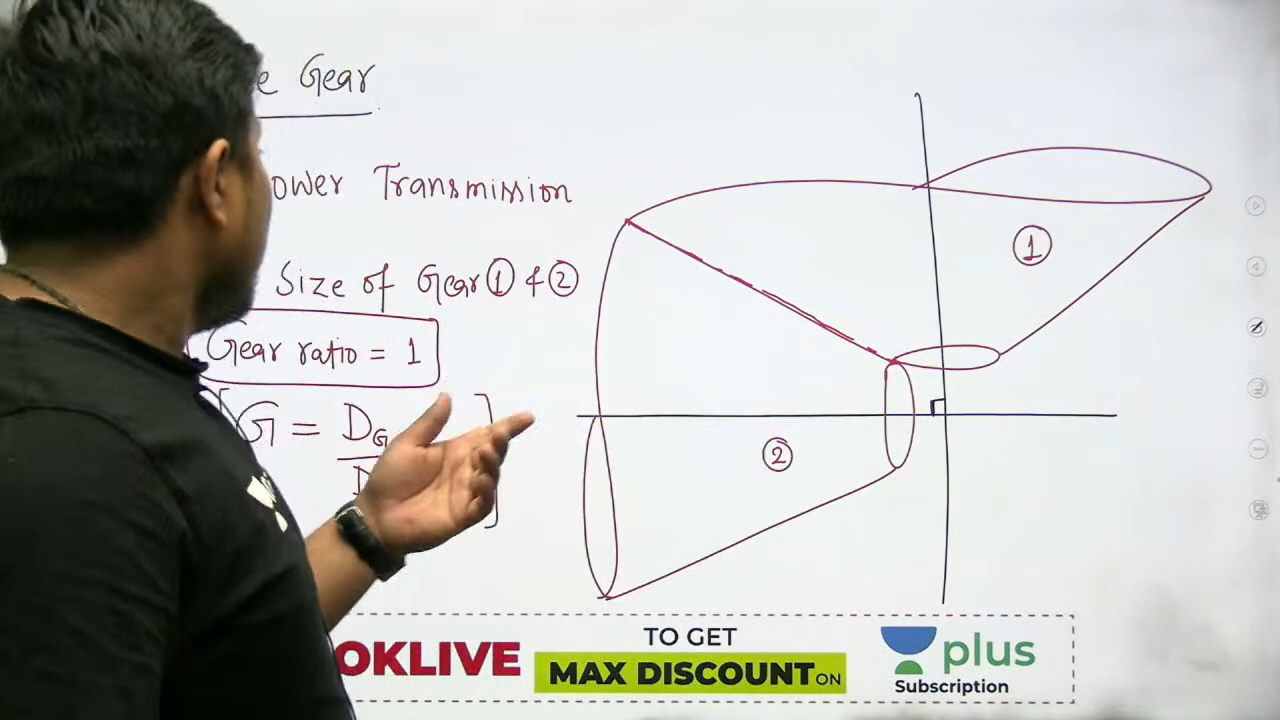 e Gear
ower Transmission
Size of Gear ① & ②
Gear ratio = 1
[G = D_G
D
]
①
②
OKLIVE
TO GET
MAX DISCOUNT ON
plus
Subscription